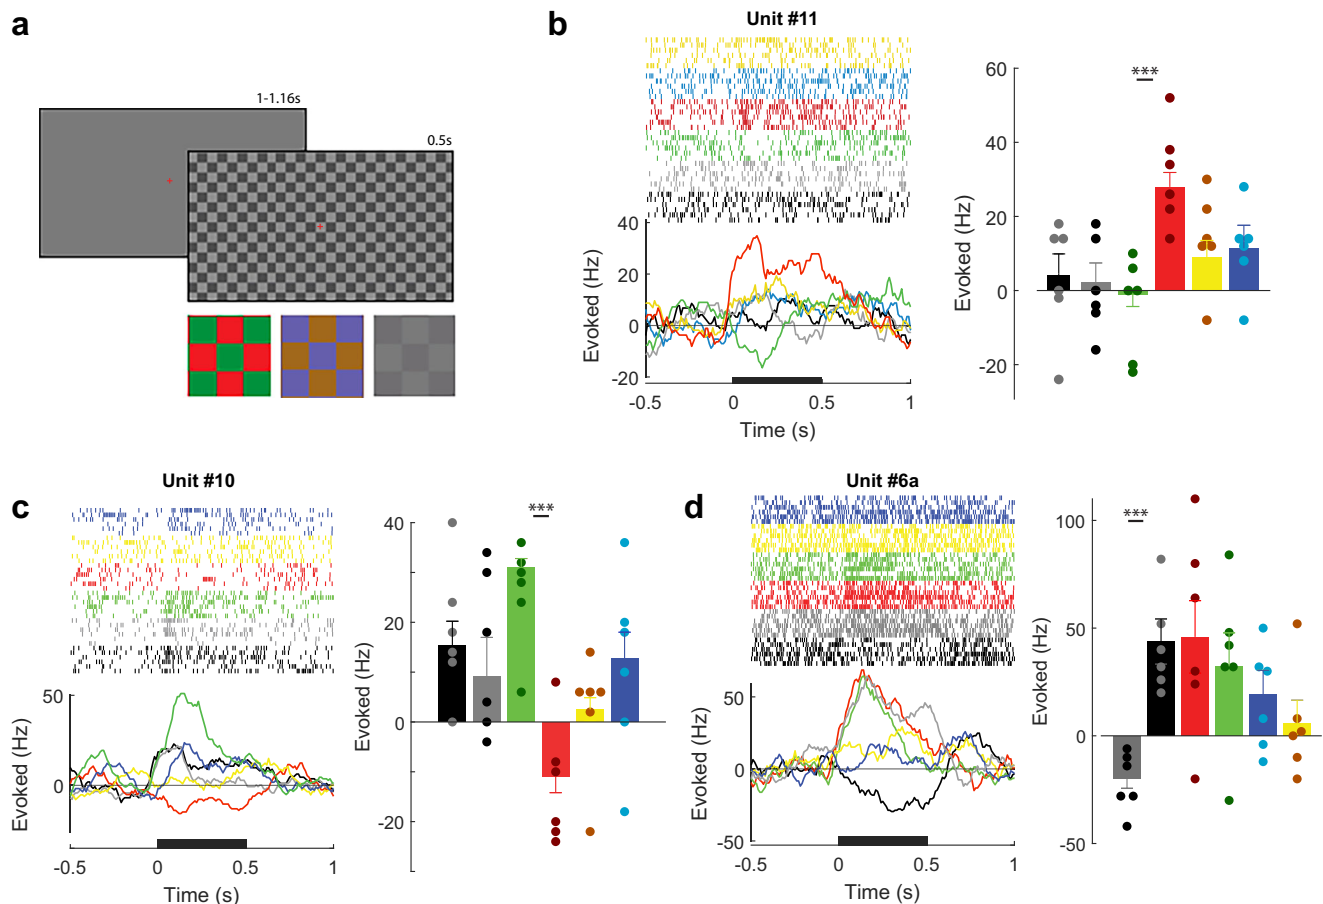 a
1-1.16s
0.5s
b
Unit #11
40
20
0
-20
Evoked (Hz)
-0.5
0
0.5
1
Time (s)
60
40
20
0
-20
Evoked (Hz)
***
c
Unit #10
50
0
Evoked (Hz)
-0.5
0
0.5
1
Time (s)
40
20
0
-20
Evoked (Hz)
***
d
Unit #6a
50
0
-50
Evoked (Hz)
-0.5
0
0.5
1
Time (s)
100
50
0
-50
Evoked (Hz)
***